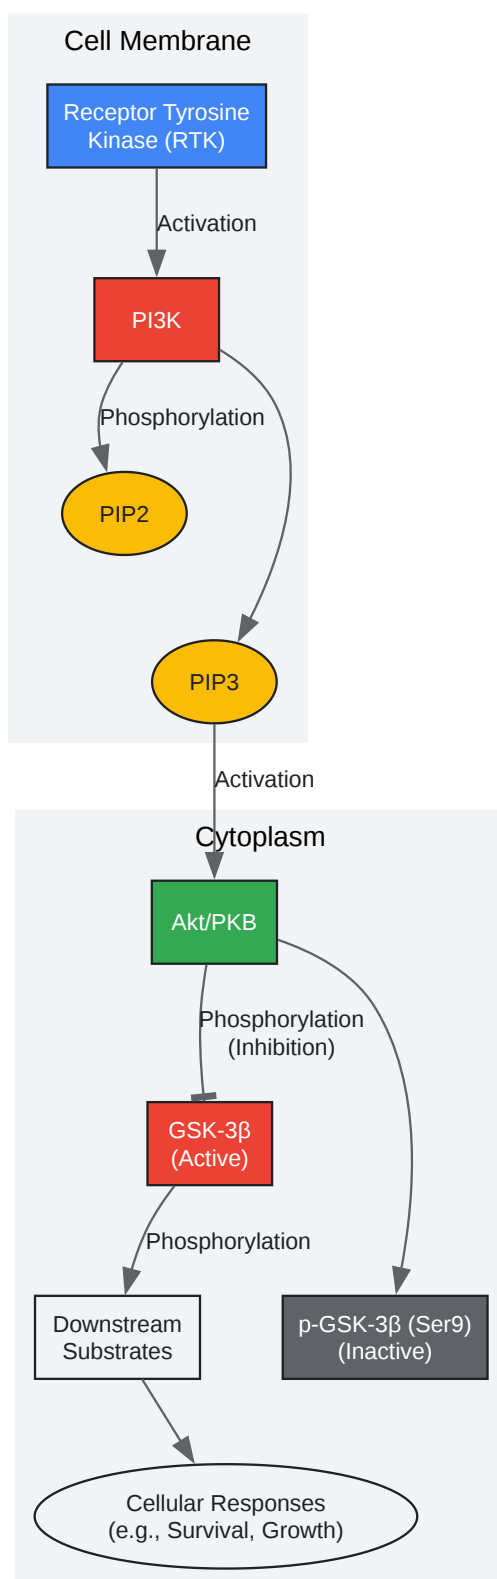 Cell Membrane
Receptor Tyrosine
Kinase (RTK)
Activation
PI3K
Phosphorylation
PIP2
PIP3
Activation
Cytoplasm
Akt/PKB
Phosphorylation
(Inhibition)
GSK-3β
(Active)
Phosphorylation
Downstream
Substrates
p-GSK-3β (Ser9)
(Inactive)
Cellular Responses
(e.g., Survival, Growth)